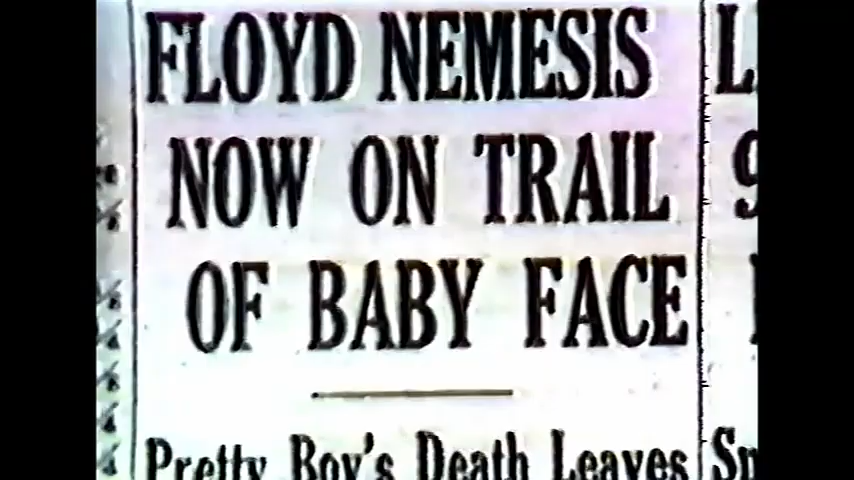 FLOYD NEMESIS
NOW ON TRAIL
OF BABY FACE
Pretty Boy's Death Leaves